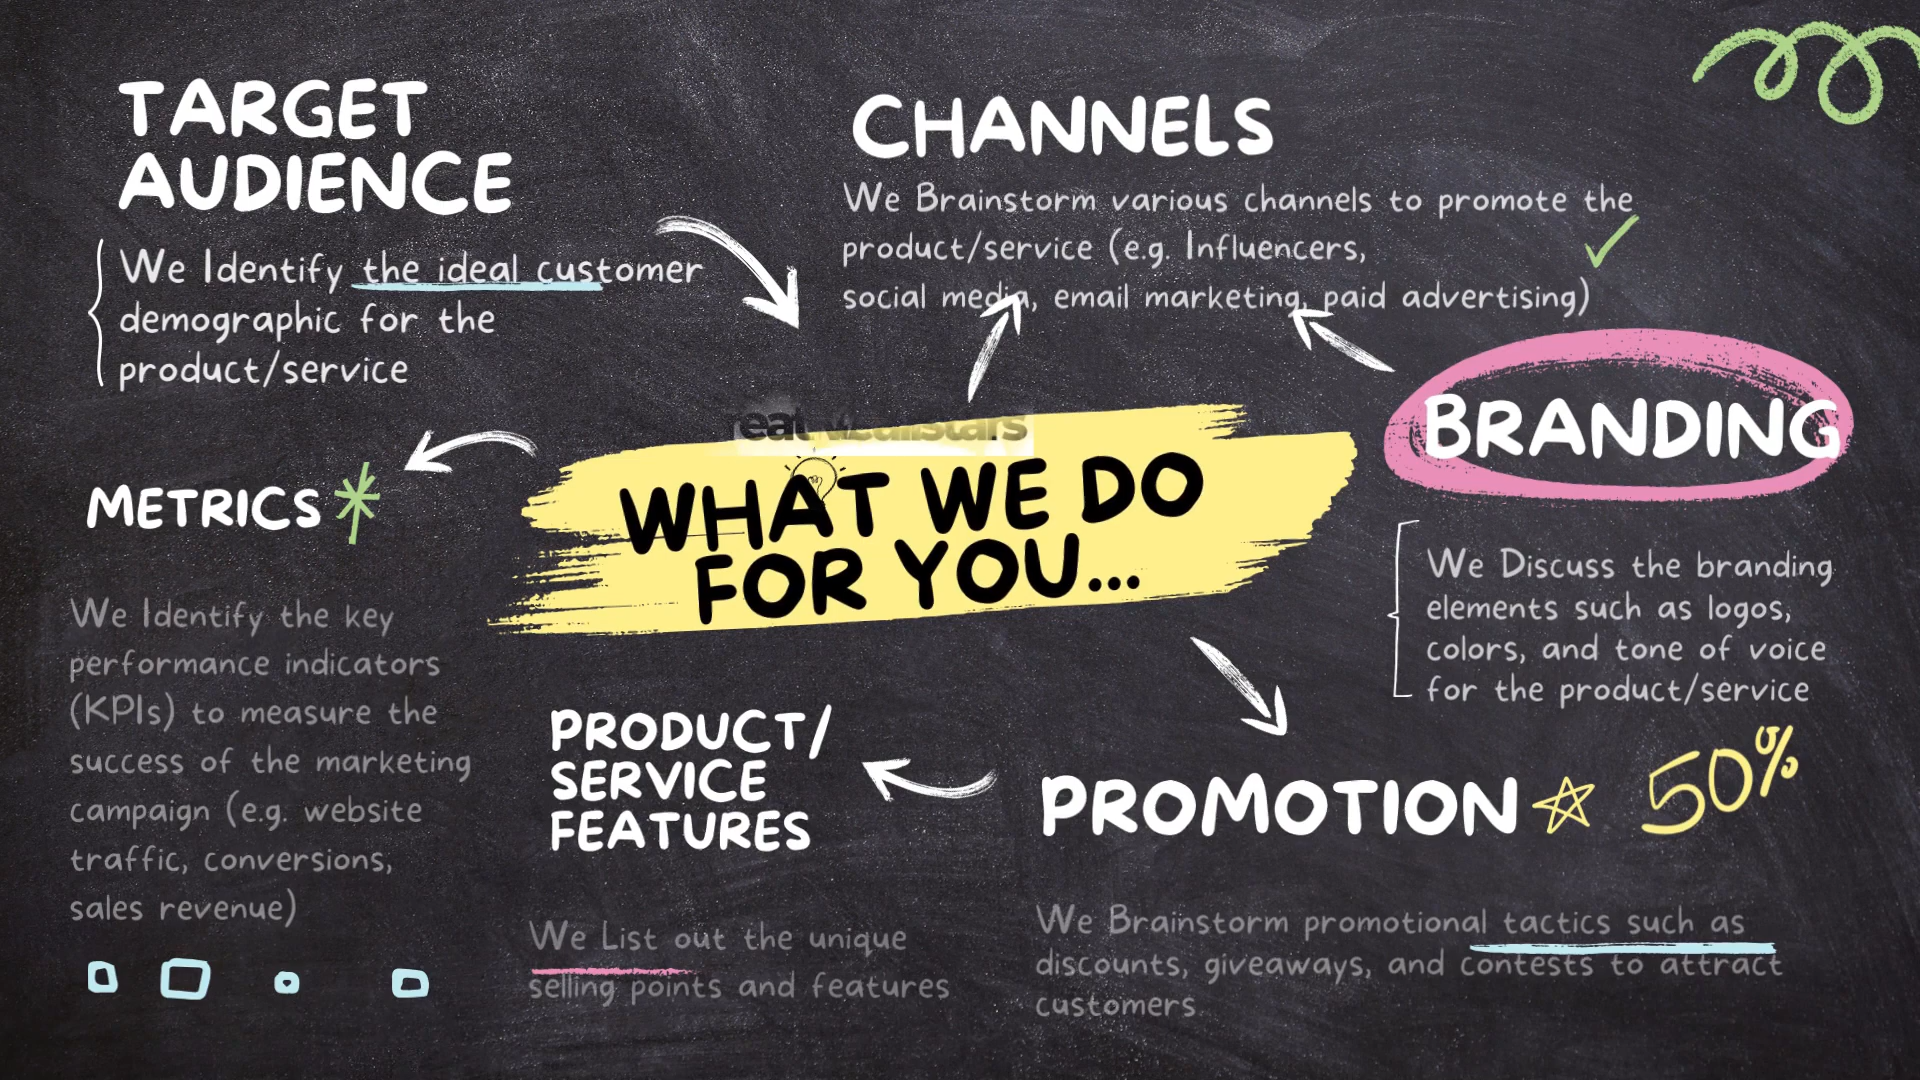 TARGET
AUDIENCE
We Identify the ideal customer
demographic for the
product/service
CHANNELS
We Brainstorm various channels to promote the
product/service (e.g. Influencers,
social media, email marketing, paid advertising)
BRANDING
We Discuss the branding
elements such as logos,
colors, and tone of voice
for the product/service
WHAT WE DO
FOR YOU...
METRICS
We Identify the key
performance indicators
(KPIs) to measure the
success of the marketing
campaign (e.g. website
traffic, conversions,
sales revenue)
PRODUCT/
SERVICE
FEATURES
We List out the unique
selling points and features
PROMOTION
50%
We Brainstorm promotional tactics such as
discounts, giveaways, and contests to attract
customers